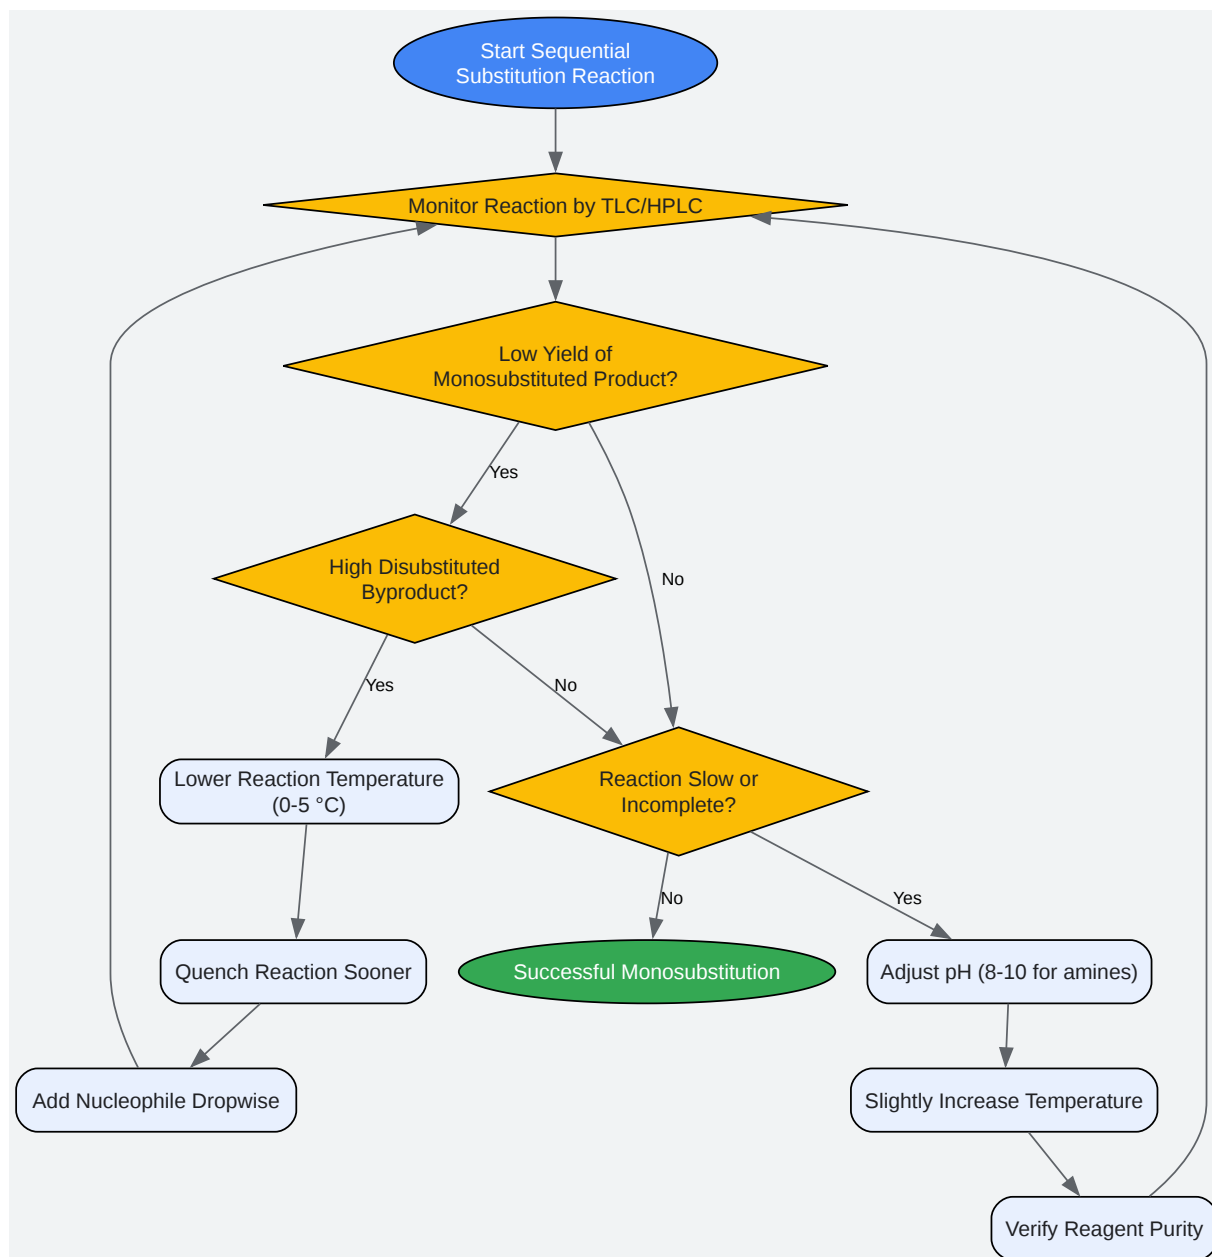 Start Sequential
Substitution Reaction
Monitor Reaction by TLC/HPLC
Low Yield of
Monosubstituted Product?
Yes
No
High Disubstituted
Byproduct?
Yes
No
Reaction Slow or
Incomplete?
Lower Reaction Temperature
(0-5 °C)
No
Yes
Quench Reaction Sooner
Successful Monosubstitution
Adjust pH (8-10 for amines)
Add Nucleophile Dropwise
Slightly Increase Temperature
Verify Reagent Purity